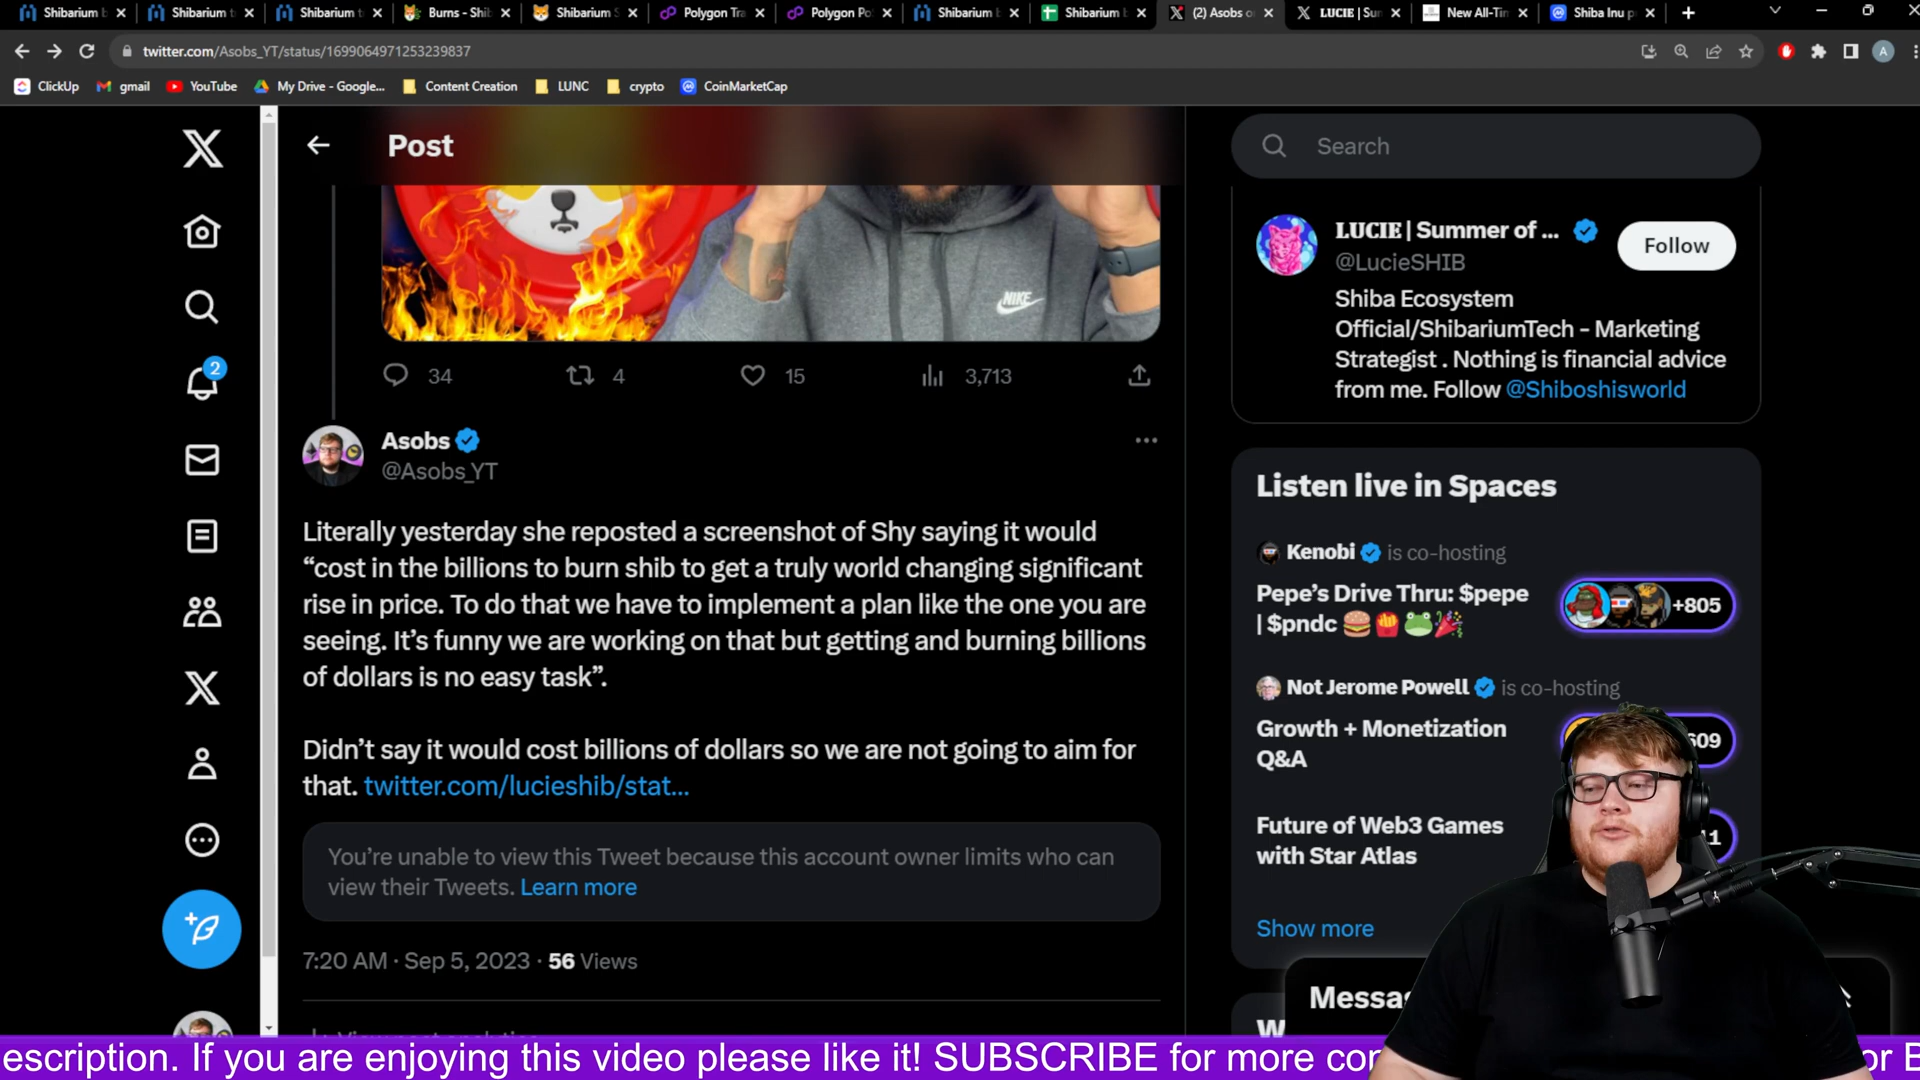 Shibarium b
Shibarium t
Shibarium t
Burns - Shib
Shibarium S
Polygon Tra
Polygon Po
Shibarium b
Shibarium b
(2) Asobs o
LUCIE | Sum
New All-Tin
Shiba Inu p
twitter.com/Asobs_YT/status/1699064971253239837
A
ClickUp
gmail
YouTube
My Drive - Google...
Content Creation
LUNC
crypto
CoinMarketCap
Post
Search
NIKE
34
4
15
3,713
2
LUCIE | Summer of ...
@LucieSHIB
Follow
Shiba Ecosystem
Official/ShibariumTech - Marketing
Strategist . Nothing is financial advice
from me. Follow @Shiboshisworld
Asobs
@Asobs_YT
Literally yesterday she reposted a screenshot of Shy saying it would
“cost in the billions to burn shib to get a truly world changing significant
rise in price. To do that we have to implement a plan like the one you are
seeing. It’s funny we are working on that but getting and burning billions
of dollars is no easy task”.
Didn’t say it would cost billions of dollars so we are not going to aim for
that. twitter.com/lucieshib/stat...
You’re unable to view this Tweet because this account owner limits who can
view their Tweets. Learn more
7:20 AM · Sep 5, 2023 · 56 Views
Listen live in Spaces
Kenobi is co-hosting
Pepe’s Drive Thru: $pepe
| $pndc 🍔🍟🐸🎉
+805
Not Jerome Powell is co-hosting
Growth + Monetization
Q&A
609
Future of Web3 Games
with Star Atlas
Show more
Messa
W
escription. If you are enjoying this video please like it! SUBSCRIBE for more co
or B